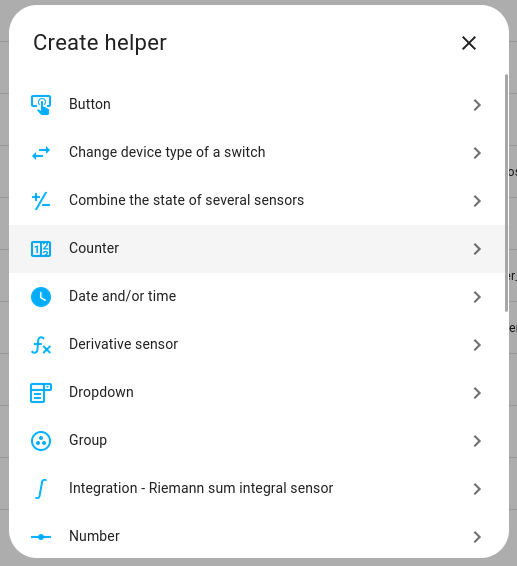 Create helper
Button
Change device type of a switch
Combine the state of several sensors
Counter
Date and/or time
Derivative sensor
Dropdown
Group
Integration - Riemann sum integral sensor
Number